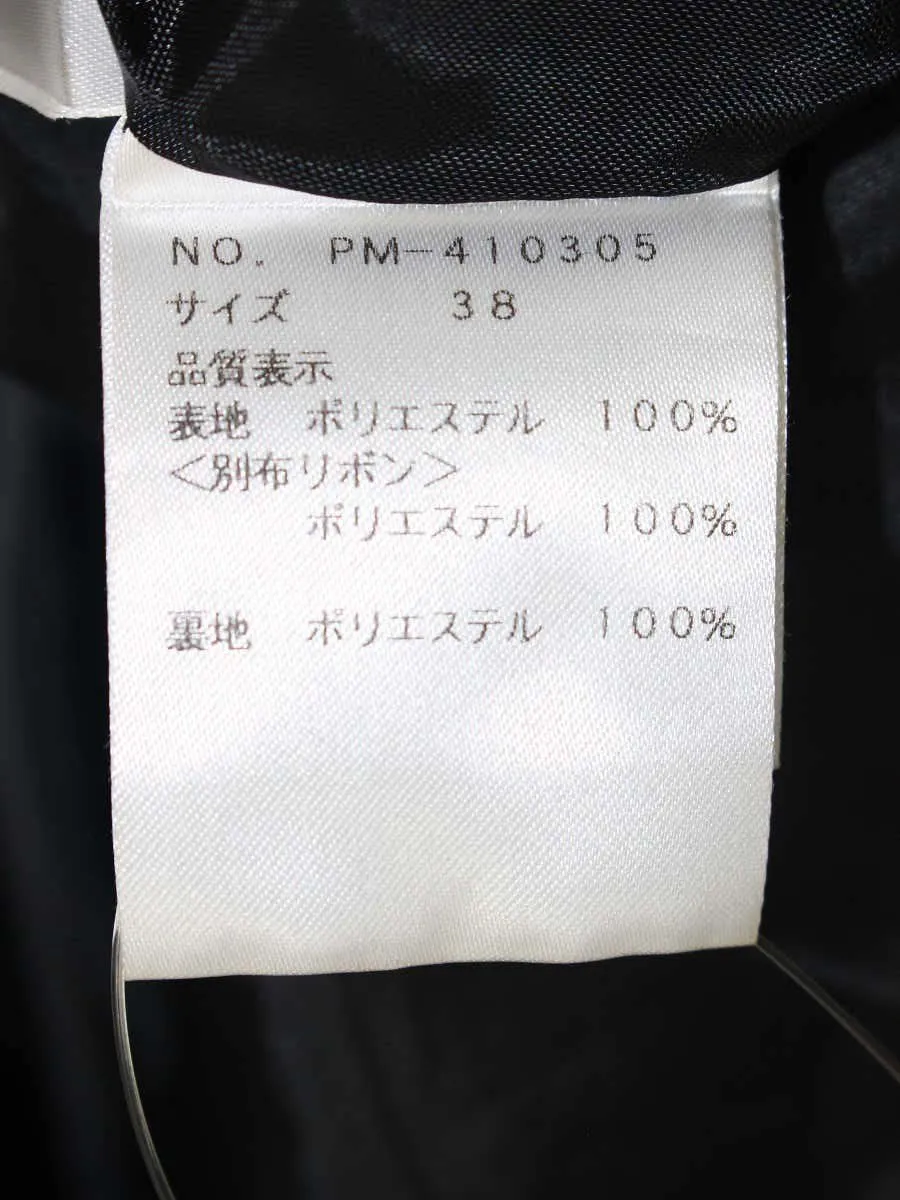 NO. PM-410305
サイズ 38
品質表示
表地 ポリエステル 100%
<別布リボン>
ポリエステル 100%
裏地 ポリエステル 100%